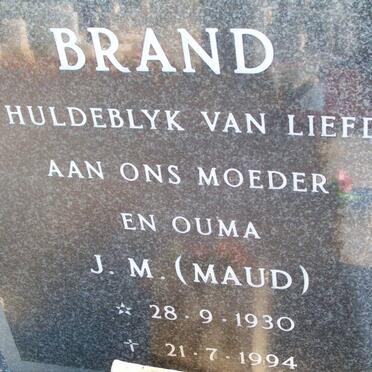 BRAND
HULDEBLYK VAN LIEFD
AAN ONS MOEDER
EN OUMA
J. M. (MAUD)
☆ 28 · 9 · 1930
† 21 · 7 · 1994